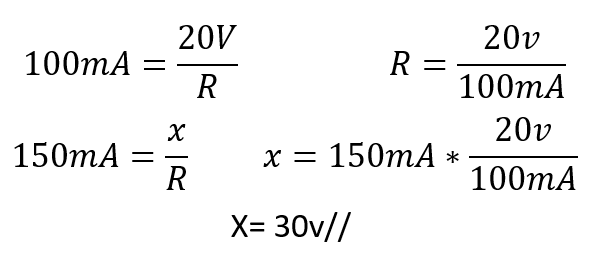 100mA = 20V/R    R = 20v/100mA
150mA = x/R    x = 150mA * 20v/100mA
X= 30v//